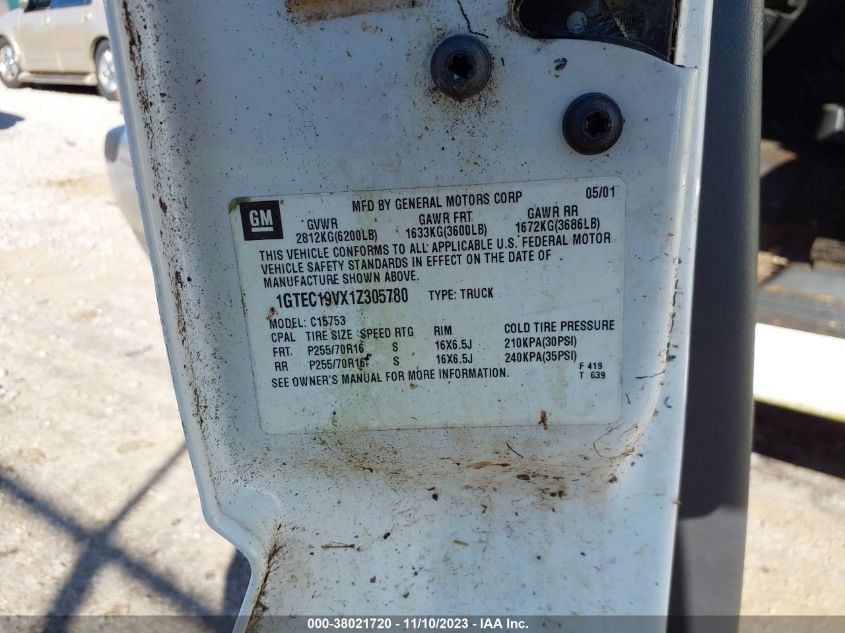 GM
MFD BY GENERAL MOTORS CORP 05/01
GVWR GAWR FRT GAWR RR
2812KG(6200LB) 1633KG(3600LB) 1672KG(3686LB)
THIS VEHICLE CONFORMS TO ALL APPLICABLE U.S. FEDERAL MOTOR
VEHICLE SAFETY STANDARDS IN EFFECT ON THE DATE OF
MANUFACTURE SHOWN ABOVE.
1GTEC19VX1Z305780 TYPE: TRUCK
MODEL: C15753
CPAL TIRE SIZE SPEED RTG RIM COLD TIRE PRESSURE
FRT. P255/70R16 S 16X6.5J 210KPA(30PSI)
RR P255/70R16 S 16X6.5J 240KPA(35PSI)
SEE OWNER'S MANUAL FOR MORE INFORMATION.
F 419
T 639
000-38021720 - 11/10/2023 - IAA Inc.